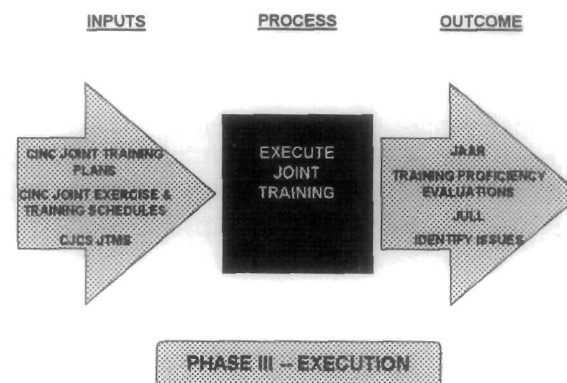 INPUTS
PROCESS
OUTCOME
CINC JOINT TRAINING
PLANS
CINC JOINT EXERCISE &
TRAINING SCHEDULES
CJCS JTMS
EXECUTE
JOINT
TRAINING
JAAR
TRAINING PROFICIENCY
EVALUATIONS
JULL
IDENTIFY ISSUES
PHASE III -- EXECUTION